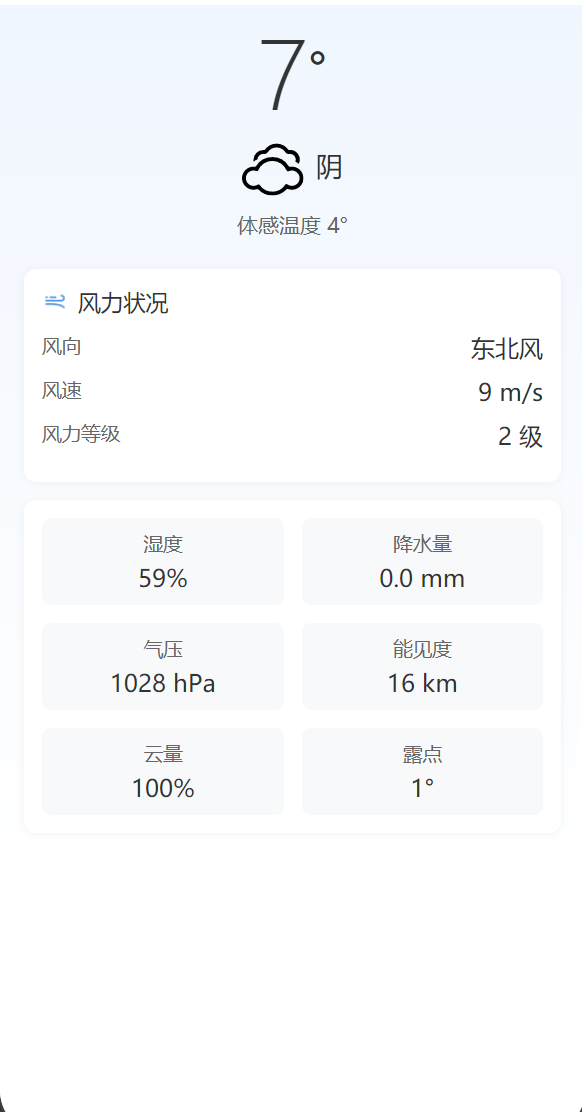 7°
阴
体感温度 4°
风力状况
风向 东北风
风速 9 m/s
风力等级 2 级
湿度 降水量
59% 0.0 mm
气压 能见度
1028 hPa 16 km
云量 露点
100% 1°